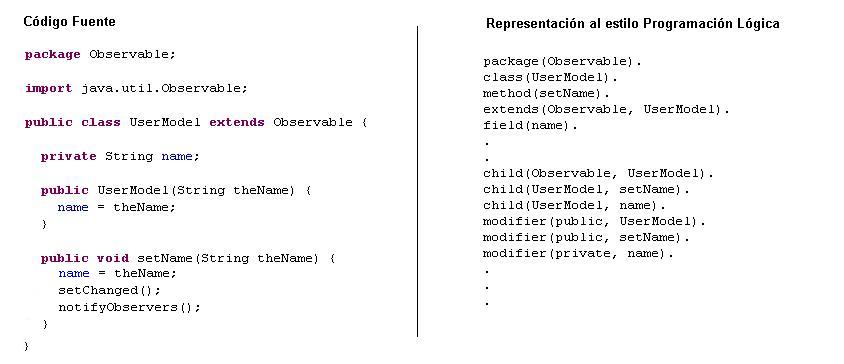 Código Fuente
package Observable;
import java.util.Observable;
public class UserModel extends Observable {
private String name;
public UserModel(String theName) {
name = theName;
}
public void setName(String theName) {
name = theName;
setChanged();
notifyObservers();
}
}
Representación al estilo Programación Lógica
package(Observable).
class(UserModel).
method(setName).
extends(Observable, UserModel).
field(name).
.
.
child(Observable, UserModel).
child(UserModel, setName).
child(UserModel, name).
modifier(public, UserModel).
modifier(public, setName).
modifier(private, name).
.
.
.